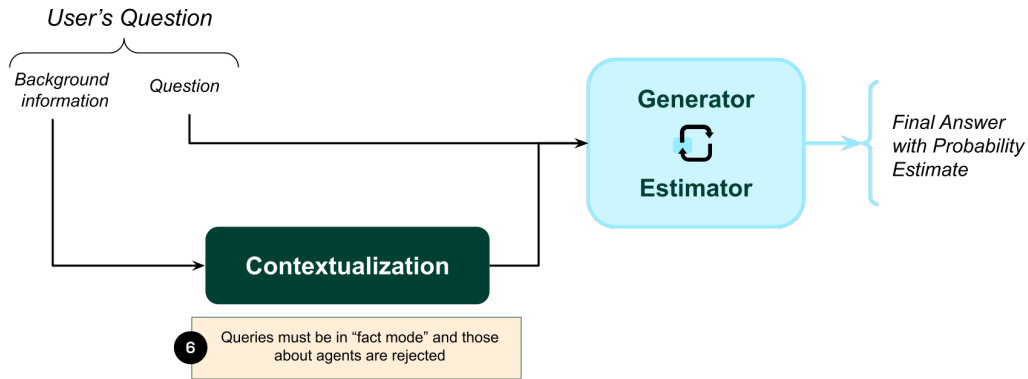 User’s Question
Background
information
Question
Generator
Estimator
Final Answer
with Probability
Estimate
Contextualization
6
Queries must be in “fact mode” and those
about agents are rejected